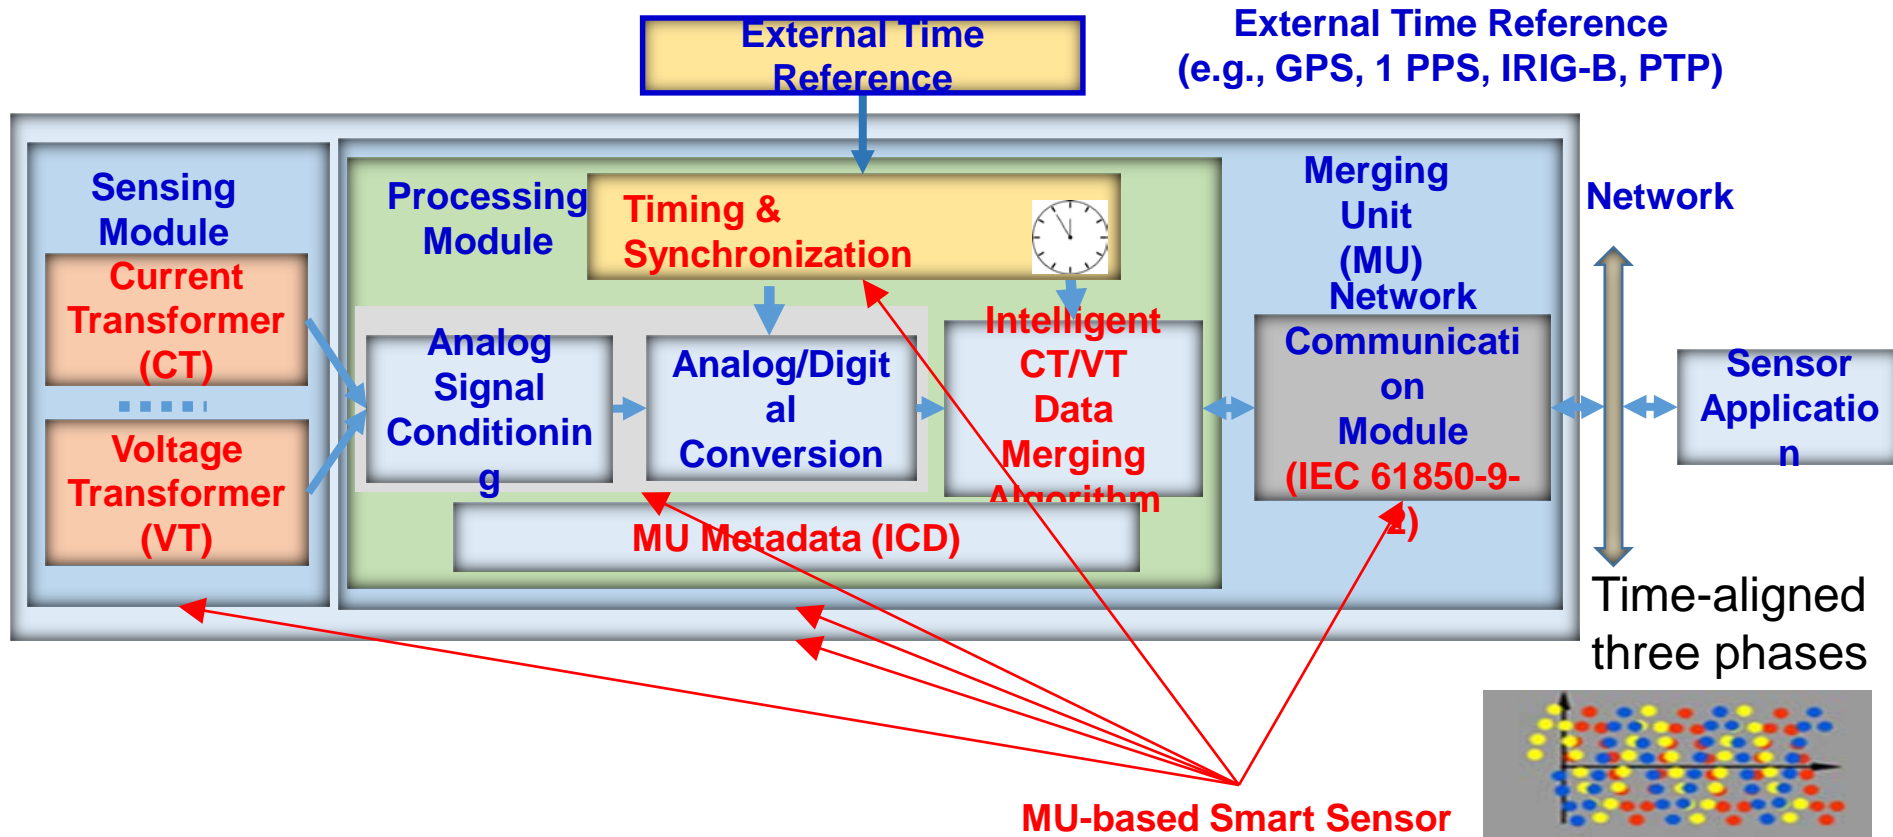 External Time
Reference
External Time Reference
(e.g., GPS, 1 PPS, IRIG-B, PTP)
Sensing
Module
Current
Transformer
(CT)
Voltage
Transformer
(VT)
Processing
Module
Timing &
Synchronization
Analog
Signal
Conditionin
g
Analog/Digit
al
Conversion
Intelligent
CT/VT
Data
Merging
Algorithm
MU Metadata (ICD)
Merging
Unit
(MU)
Network
Communicati
on
Module
(IEC 61850-9-
2)
Network
Sensor
Applicatio
n
Time-aligned
three phases
MU-based Smart Sensor